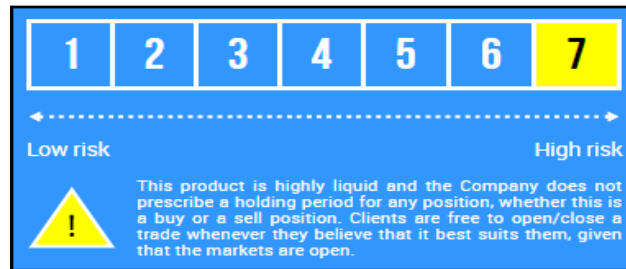 1 2 3 4 5 6 7
Low risk High risk
!
This product is highly liquid and the Company does not
prescribe a holding period for any position, whether this is
a buy or a sell position. Clients are free to open/close a
trade whenever they believe that it best suits them, given
that the markets are open.